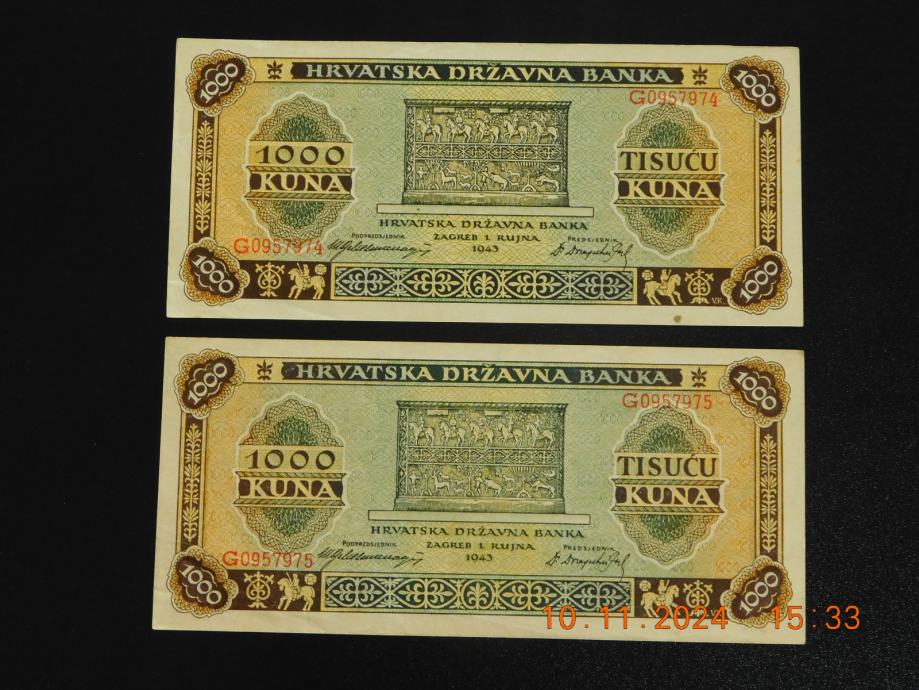 1000 HRVATSKA DRŽAVNA BANKA 1000
G0957974
1000 TISUĆU
KUNA KUNA
HRVATSKA DRŽAVNA BANKA
PODPREDSJEDNIK ZAGREB 1. RUJNA PREDSJEDNIK
G0957974 1943
1000 1000
V.K.
1000 HRVATSKA DRŽAVNA BANKA 1000
G0957975
1000 TISUĆU
KUNA KUNA
HRVATSKA DRŽAVNA BANKA
PODPREDSJEDNIK ZAGREB 1. RUJNA PREDSJEDNIK
G0957975 1943
1000 1000
10.11.2024 15:33